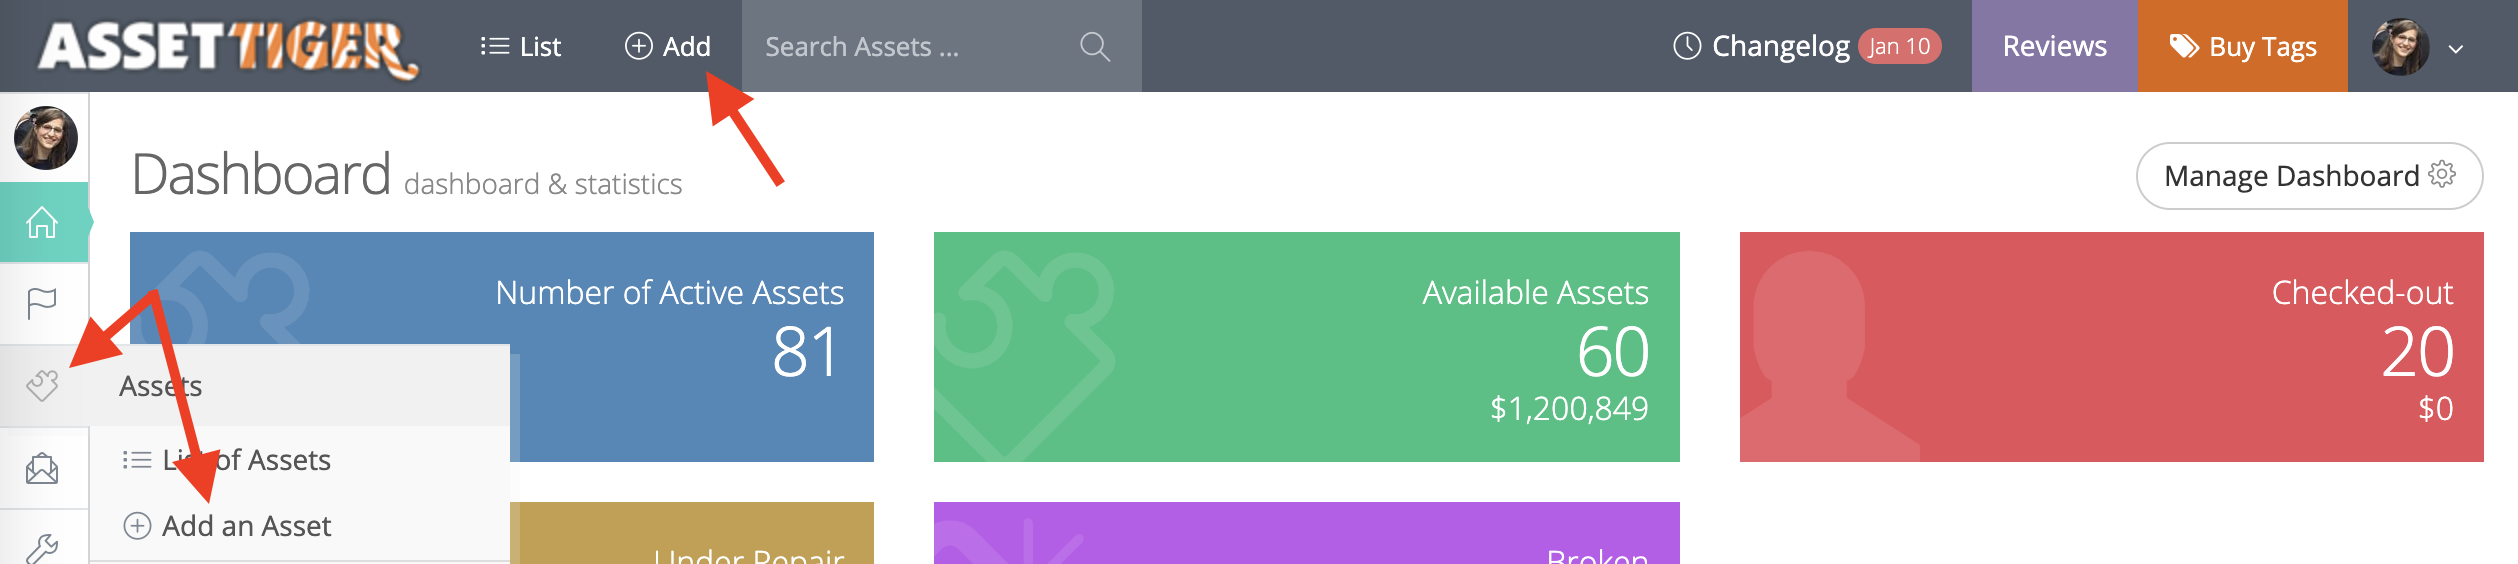 ASSETTIGER
List
Add
Search Assets ...
Changelog Jan 10
Reviews
Buy Tags
Dashboard dashboard & statistics
Manage Dashboard
Number of Active Assets
81
Available Assets
60
$1,200,849
Checked-out
20
$0
Assets
List of Assets
Add an Asset
Under Repair
Broken